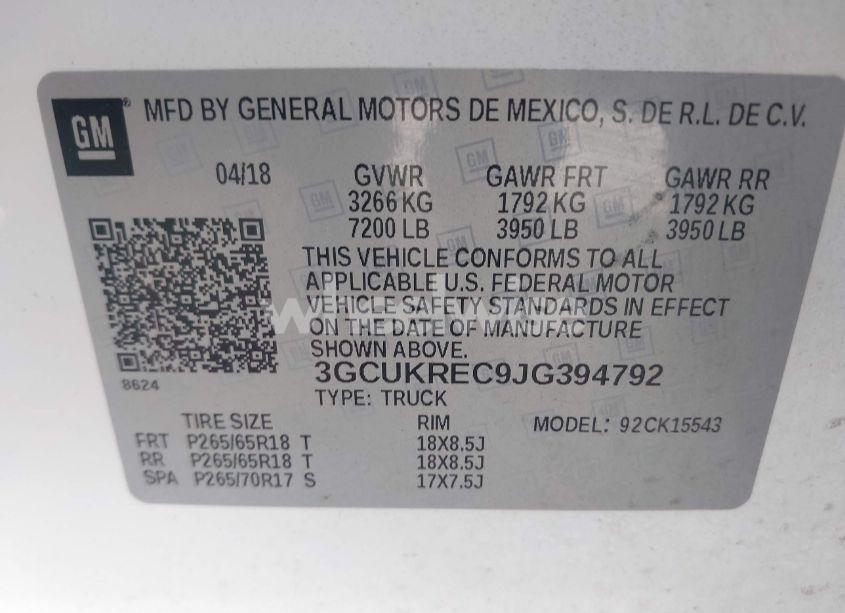 GM ® MFD BY GENERAL MOTORS DE MEXICO, S. DE R.L. DE C.V.
04/18 GVWR GAWR FRT GAWR RR
3266 KG 1792 KG 1792 KG
7200 LB 3950 LB 3950 LB
THIS VEHICLE CONFORMS TO ALL
APPLICABLE U.S. FEDERAL MOTOR
VEHICLE SAFETY STANDARDS IN EFFECT
ON THE DATE OF MANUFACTURE
SHOWN ABOVE.
8624
3GCUKREC9JG394792
TYPE: TRUCK
TIRE SIZE RIM MODEL: 92CK15543
FRT P265/65R18 T 18X8.5J
RR P265/65R18 T 18X8.5J
SPA P265/70R17 S 17X7.5J